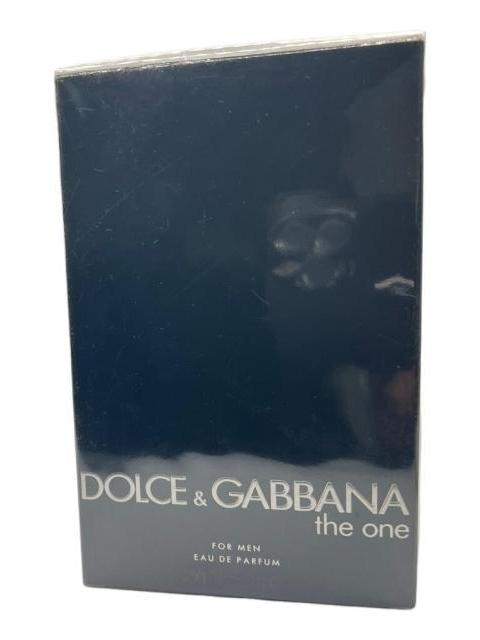 DOLCE & GABBANA
the one
FOR MEN
EAU DE PARFUM